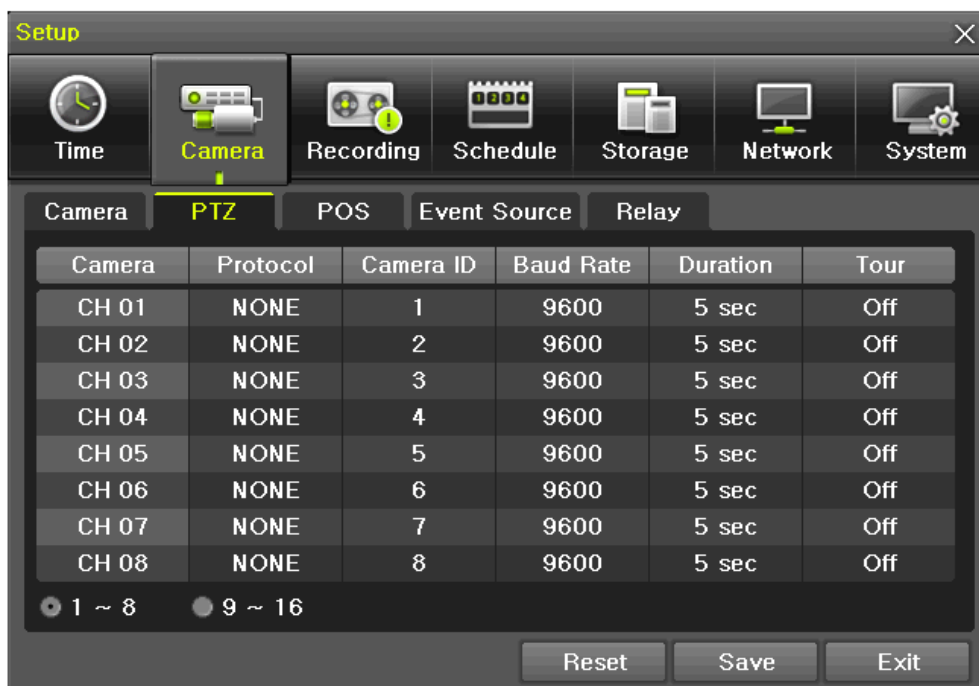 Setup
Time Camera Recording Schedule Storage Network System
Camera PTZ POS Event Source Relay
Camera Protocol Camera ID Baud Rate Duration Tour
CH 01 NONE 1 9600 5 sec Off
CH 02 NONE 2 9600 5 sec Off
CH 03 NONE 3 9600 5 sec Off
CH 04 NONE 4 9600 5 sec Off
CH 05 NONE 5 9600 5 sec Off
CH 06 NONE 6 9600 5 sec Off
CH 07 NONE 7 9600 5 sec Off
CH 08 NONE 8 9600 5 sec Off
1 ~ 8 9 ~ 16
Reset Save Exit